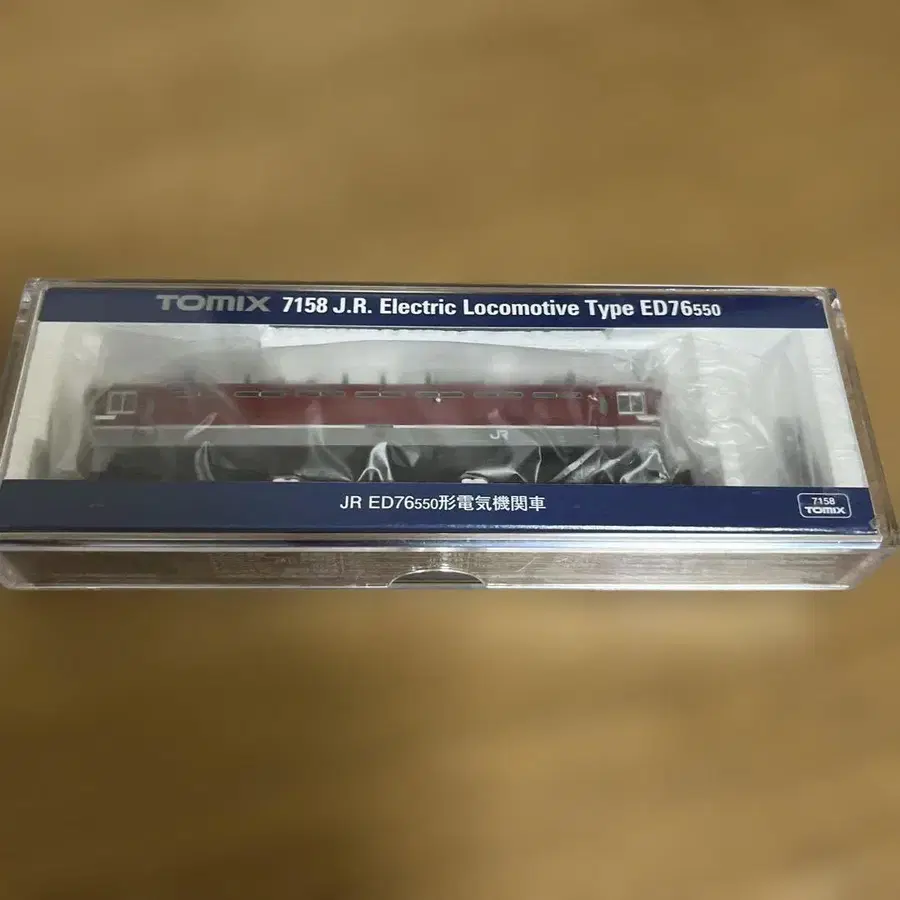 TOMIX 7158 J.R. Electric Locomotive Type ED76550
JR
JR ED76550形電気機関車
7158
TOMIX